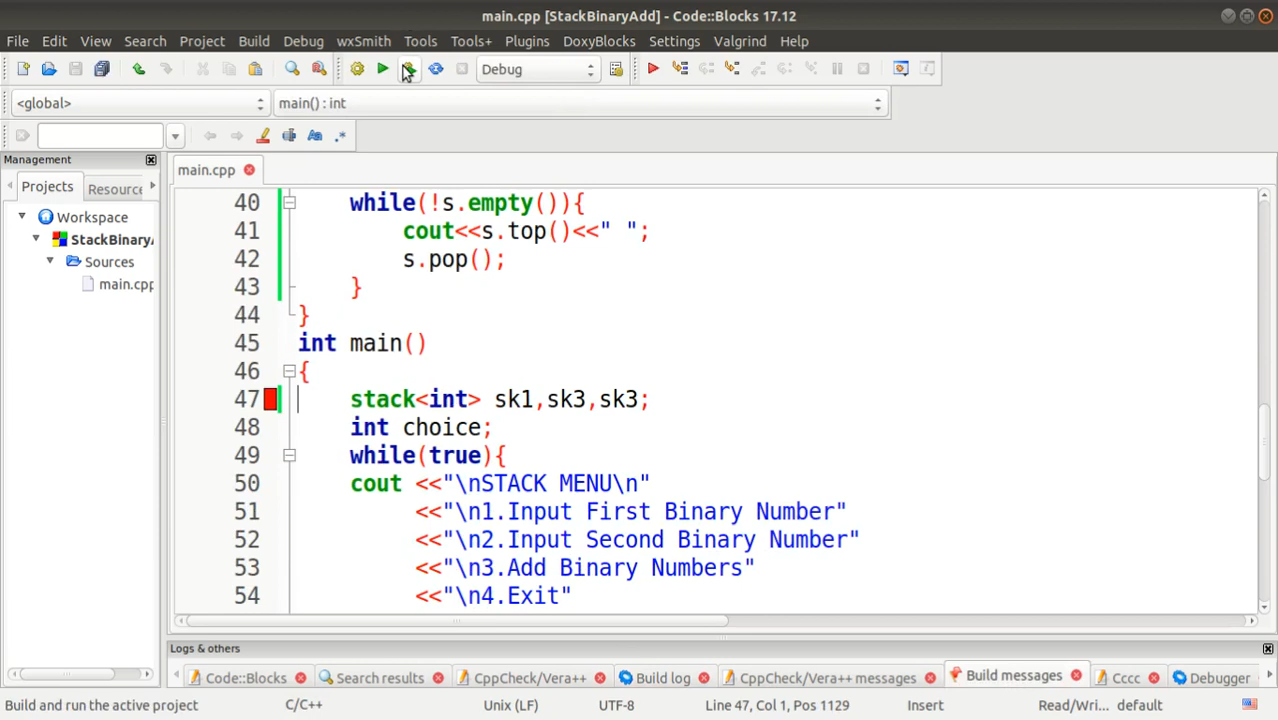 main.cpp [StackBinaryAdd] - Code::Blocks 17.12
File Edit View Search Project Build Debug wxSmith Tools Tools+ Plugins DoxyBlocks Settings Valgrind Help
Debug
<global> main() : int
Management
main.cpp
Projects Resource
Workspace
StackBinaryA
Sources
main.cpp
40 while(!s.empty()){
41 cout<<s.top()<<" ";
42 s.pop();
43 }
44 }
45 int main()
46 {
47 stack<int> sk1,sk3,sk3;
48 int choice;
49 while(true){
50 cout <<"\nSTACK MENU\n"
51 <<"\n1.Input First Binary Number"
52 <<"\n2.Input Second Binary Number"
53 <<"\n3.Add Binary Numbers"
54 <<"\n4.Exit"
Logs & others
Code::Blocks Search results CppCheck/Vera++ Build log CppCheck/Vera++ messages Build messages Cccc Debugger
Build and run the active project C/C++ Unix (LF) UTF-8 Line 47, Col 1, Pos 1129 Insert Read/Wri... default